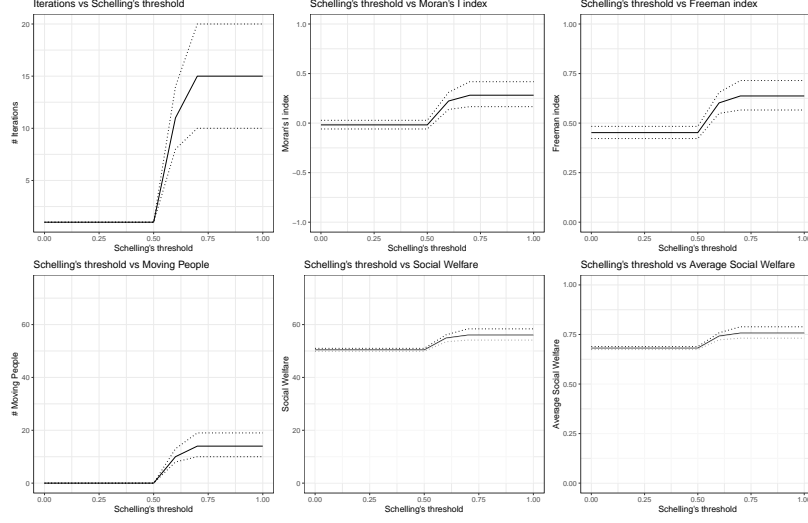 Iterations vs Schelling's threshold
20
15
10
5
# Iterations
0.00 0.25 0.50 0.75 1.00
Schelling's threshold
Schelling's threshold vs Moran's I index
1.0
0.5
0.0
−0.5
−1.0
Moran's I index
0.00 0.25 0.50 0.75 1.00
Schelling's threshold
Schelling's threshold vs Freeman index
1.00
0.75
0.50
0.25
0.00
Freeman index
0.00 0.25 0.50 0.75 1.00
Schelling's threshold
Schelling's threshold vs Moving People
60
40
20
0
# Moving People
0.00 0.25 0.50 0.75 1.00
Schelling's threshold
Schelling's threshold vs Social Welfare
60
40
20
0
Social Welfare
0.00 0.25 0.50 0.75 1.00
Schelling's threshold
Schelling's threshold vs Average Social Welfare
1.00
0.75
0.50
0.25
0.00
Average Social Welfare
0.00 0.25 0.50 0.75 1.00
Schelling's threshold